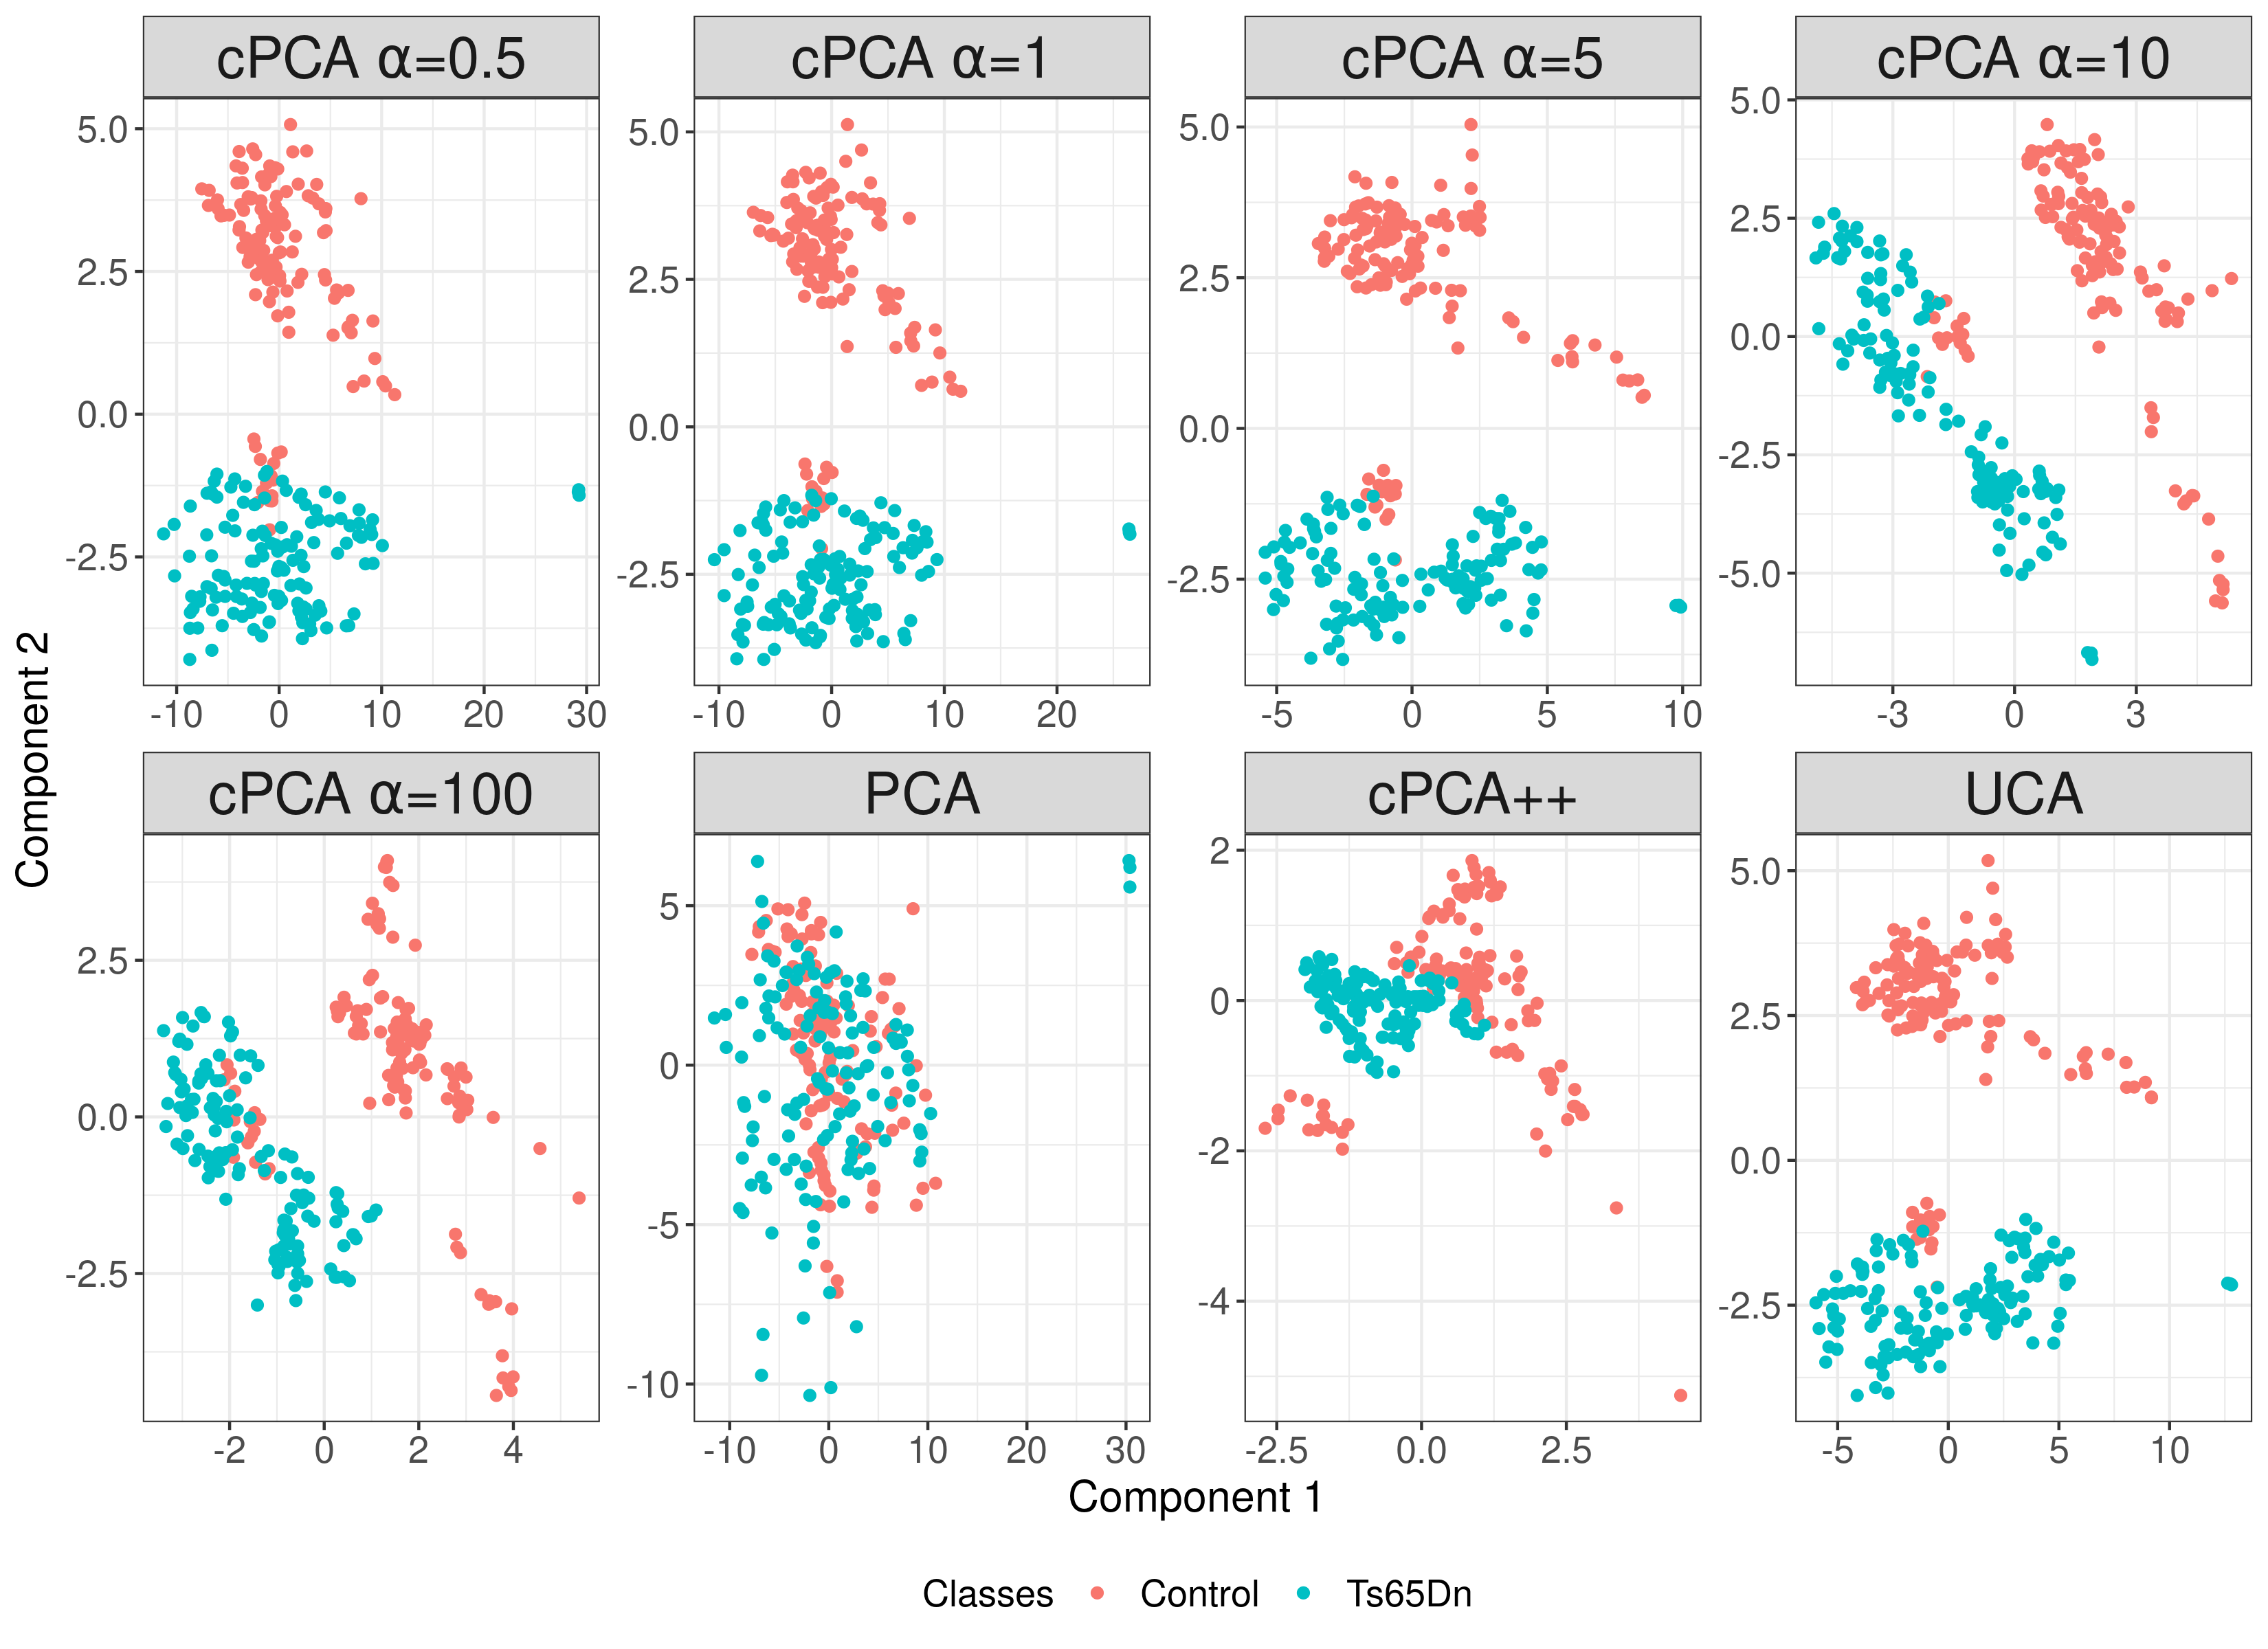 cPCA α=0.5 cPCA α=1 cPCA α=5 cPCA α=10
5.0 2.5 0.0 -2.5
-10 0 10 20 30
5.0 2.5 0.0 -2.5
-10 0 10 20
5.0 2.5 0.0 -2.5
-5 0 5 10
5.0 2.5 0.0 -2.5 -5.0
-3 0 3
Component 2
cPCA α=100 PCA cPCA++ UCA
2.5 0.0 -2.5
-2 0 2 4
5 0 -5 -10
-10 0 10 20 30
2 0 -2 -4
-2.5 0.0 2.5
5.0 2.5 0.0 -2.5
-5 0 5 10
Component 1
Classes Control Ts65Dn